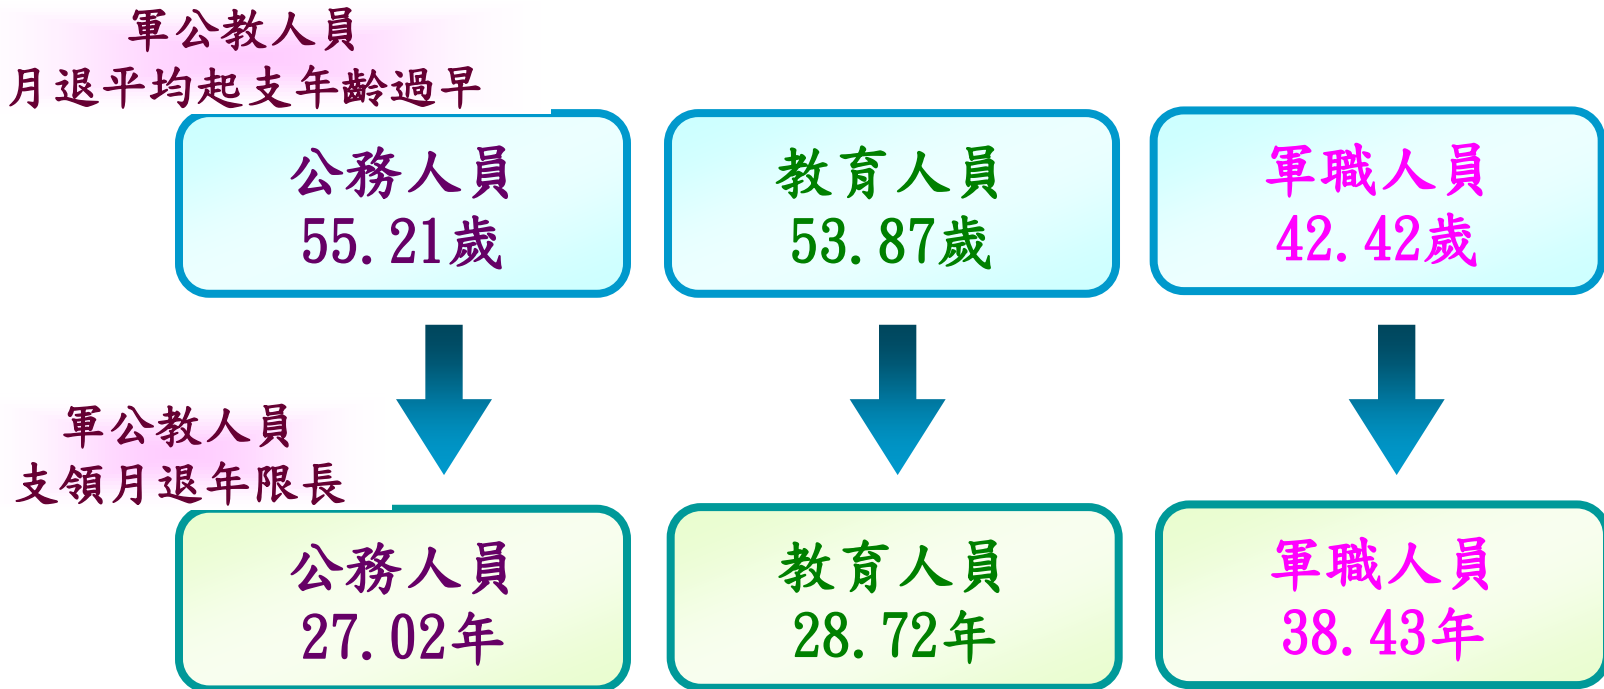 軍公教人員
月退平均起支年齡過早
公務人員
55.21歲
教育人員
53.87歲
軍職人員
42.42歲
軍公教人員
支領月退年限長
公務人員
27.02年
教育人員
28.72年
軍職人員
38.43年